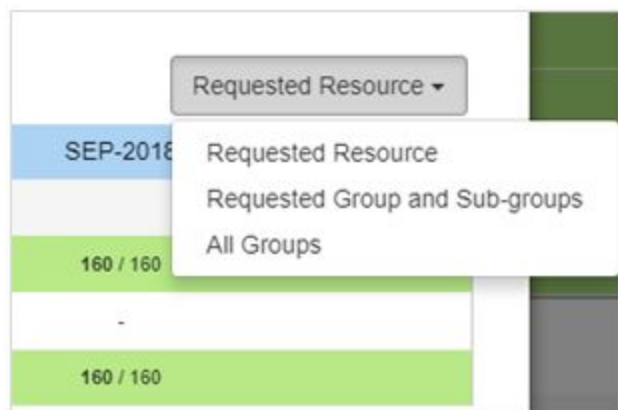 Requested Resource
SEP-2018
Requested Resource
Requested Group and Sub-groups
All Groups
160 / 160
-
160 / 160